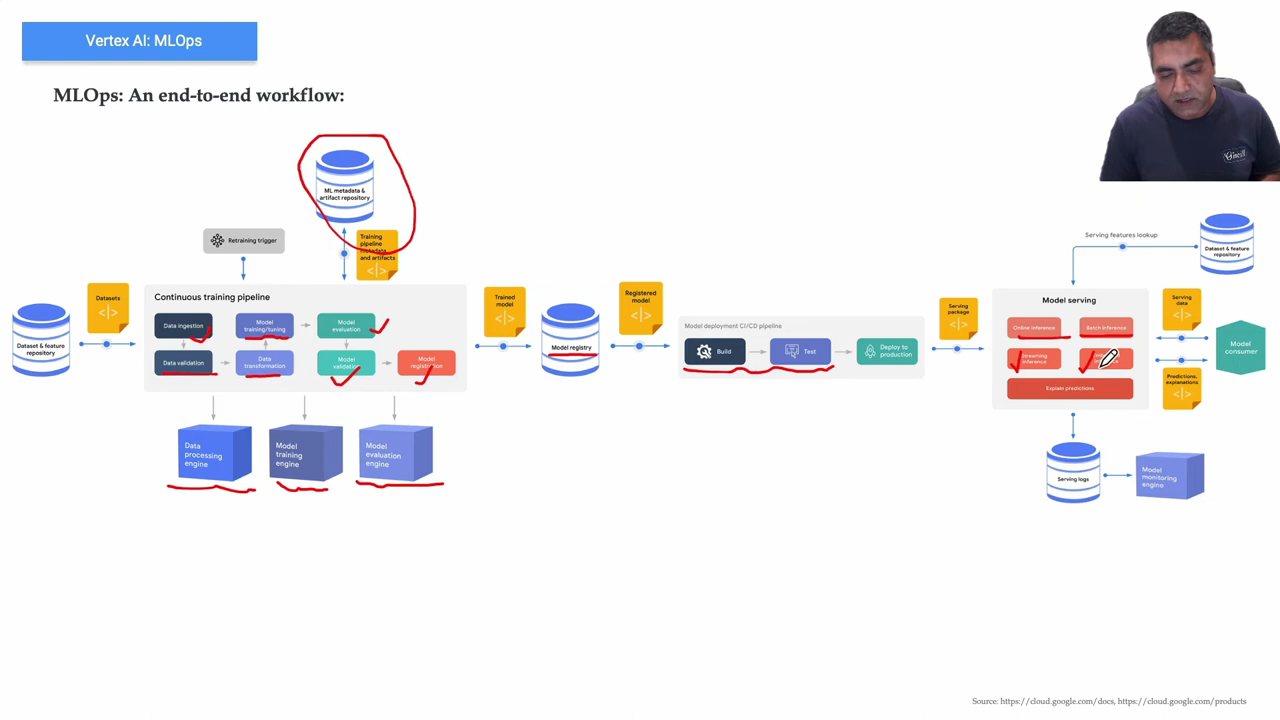 Vertex AI: MLOps
MLOps: An end-to-end workflow:
ML metadata &
artifact repository
Retraining trigger
Training
pipeline
metadata
and artifacts
</>
Datasets
</>
Dataset & feature
repository
Continuous training pipeline
Data ingestion
Model
training/tuning
Model
evaluation
Data validation
Data
transformation
Model
validation
Model
registration
Data
processing
engine
Model
training
engine
Model
evaluation
engine
Trained
model
</>
Model registry
Registered
model
</>
Model deployment CI/CD pipeline
Build
Test
Deploy to
production
Serving
package
</>
Serving features lookup
Dataset & feature
repository
Model serving
Online inference
Batch inference
Streaming
inference
Explain predictions
Serving
data
</>
Predictions,
explanations
</>
Model
consumer
Serving logs
Model
monitoring
engine
Source: https://cloud.google.com/docs, https://cloud.google.com/products